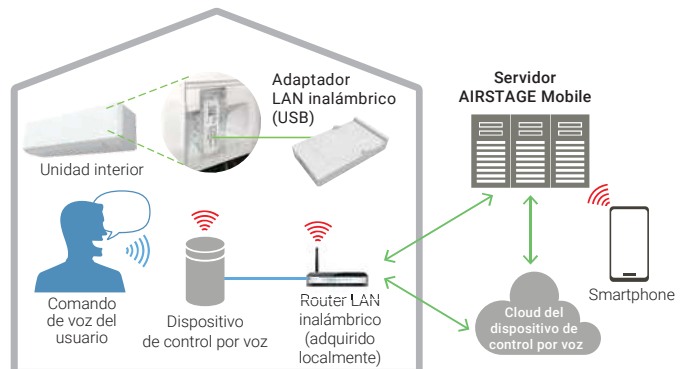 Adaptador
LAN inalámbrico
(USB)
Unidad interior
Comando
de voz del
usuario
Dispositivo
de control por voz
Router LAN
inalámbrico
(adquirido
localmente)
Servidor
AIRSTAGE Mobile
Smartphone
Cloud del
dispositivo de
control por voz